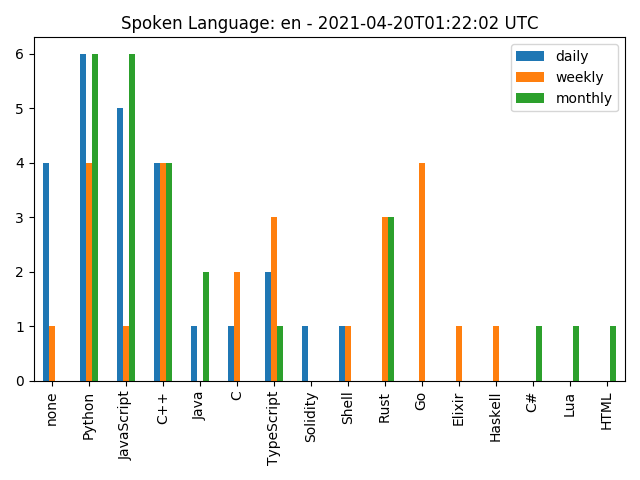 Spoken Language: en - 2021-04-20T01:22:02 UTC
daily
weekly
monthly
6
5
4
3
2
1
0
none
Python
JavaScript
C++
Java
C
TypeScript
Solidity
Shell
Rust
Go
Elixir
Haskell
C#
Lua
HTML